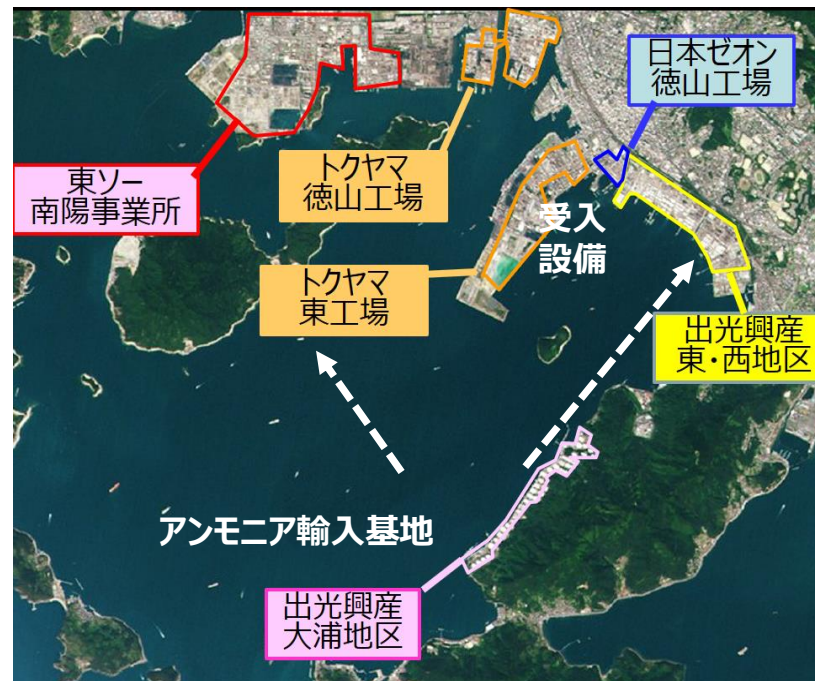 日本ゼオン
徳山工場
トクヤマ
徳山工場
東ソー
南陽事業所
受入
設備
トクヤマ
東工場
出光興産
東・西地区
アンモニア輸入基地
出光興産
大浦地区